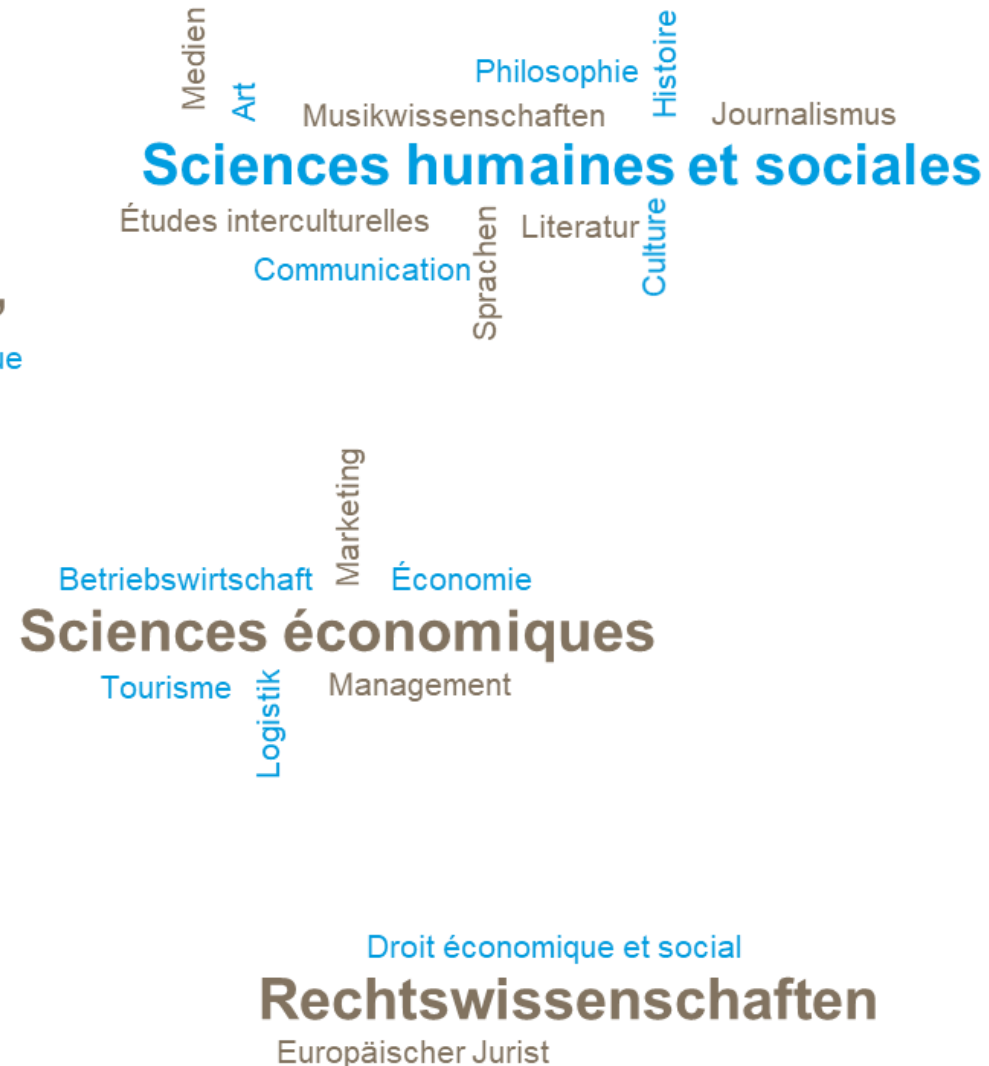 Medien
Art
Philosophie
Histoire
Musikwissenschaften
Journalismus
Sciences humaines et sociales
Études interculturelles
Sprachen
Literatur
Culture
Communication
Marketing
Betriebswirtschaft
Économie
Sciences économiques
Tourisme
Logistik
Management
Droit économique et social
Rechtswissenschaften
Europäischer Jurist